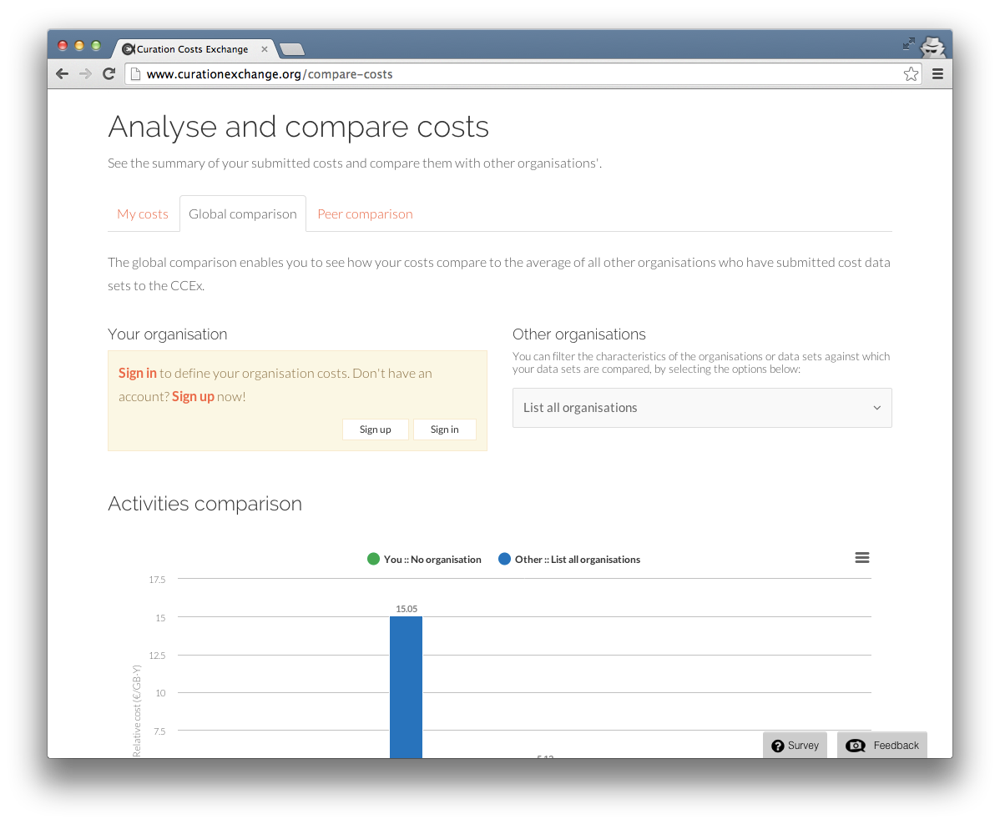 Curation Costs Exchange
www.curationexchange.org/compare-costs
Analyse and compare costs
See the summary of your submitted costs and compare them with other organisations'.
My costs
Global comparison
Peer comparison
The global comparison enables you to see how your costs compare to the average of all other organisations who have submitted cost data
sets to the CCEx.
Your organisation
Sign in to define your organisation costs. Don't have an
account? Sign up now!
Sign up
Sign in
Other organisations
You can filter the characteristics of the organisations or data sets against which
your data sets are compared, by selecting the options below:
List all organisations
Activities comparison
You :: No organisation
Other :: List all organisations
17.5
15
12.5
10
7.5
Relative cost (€/GB-Y)
15.05
Survey
Feedback